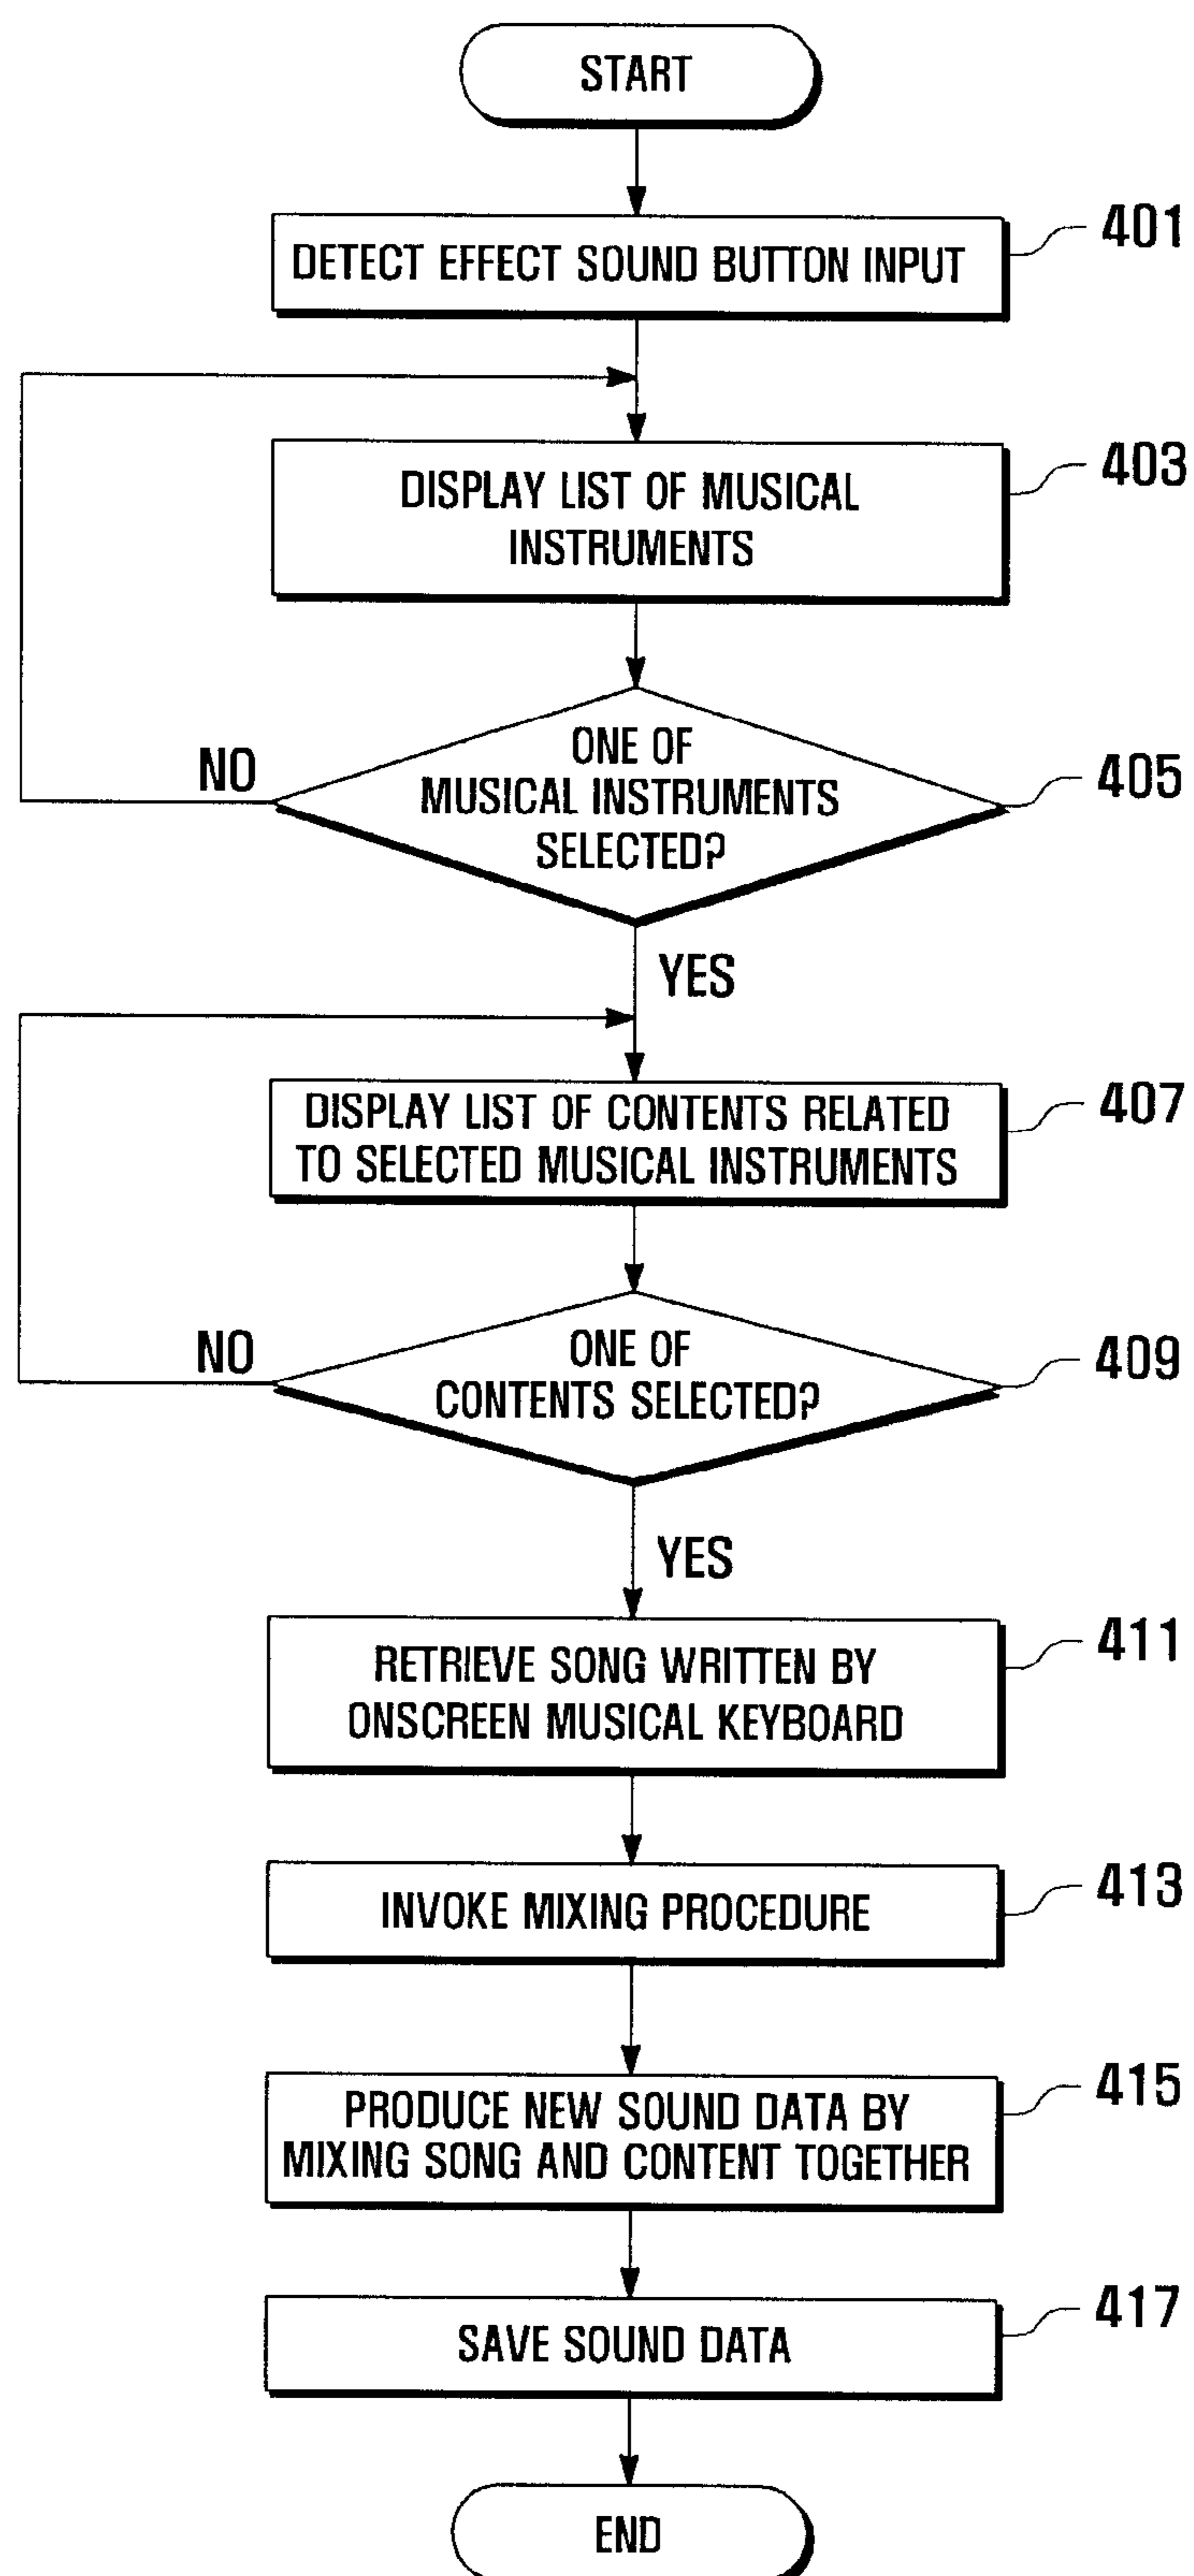 START
DETECT EFFECT SOUND BUTTON INPUT
401
DISPLAY LIST OF MUSICAL
INSTRUMENTS
403
ONE OF
MUSICAL INSTRUMENTS
SELECTED?
405
NO
YES
DISPLAY LIST OF CONTENTS RELATED
TO SELECTED MUSICAL INSTRUMENTS
407
ONE OF
CONTENTS SELECTED?
409
NO
YES
RETRIEVE SONG WRITTEN BY
ONSCREEN MUSICAL KEYBOARD
411
INVOKE MIXING PROCEDURE
413
PRODUCE NEW SOUND DATA BY
MIXING SONG AND CONTENT TOGETHER
415
SAVE SOUND DATA
417
END